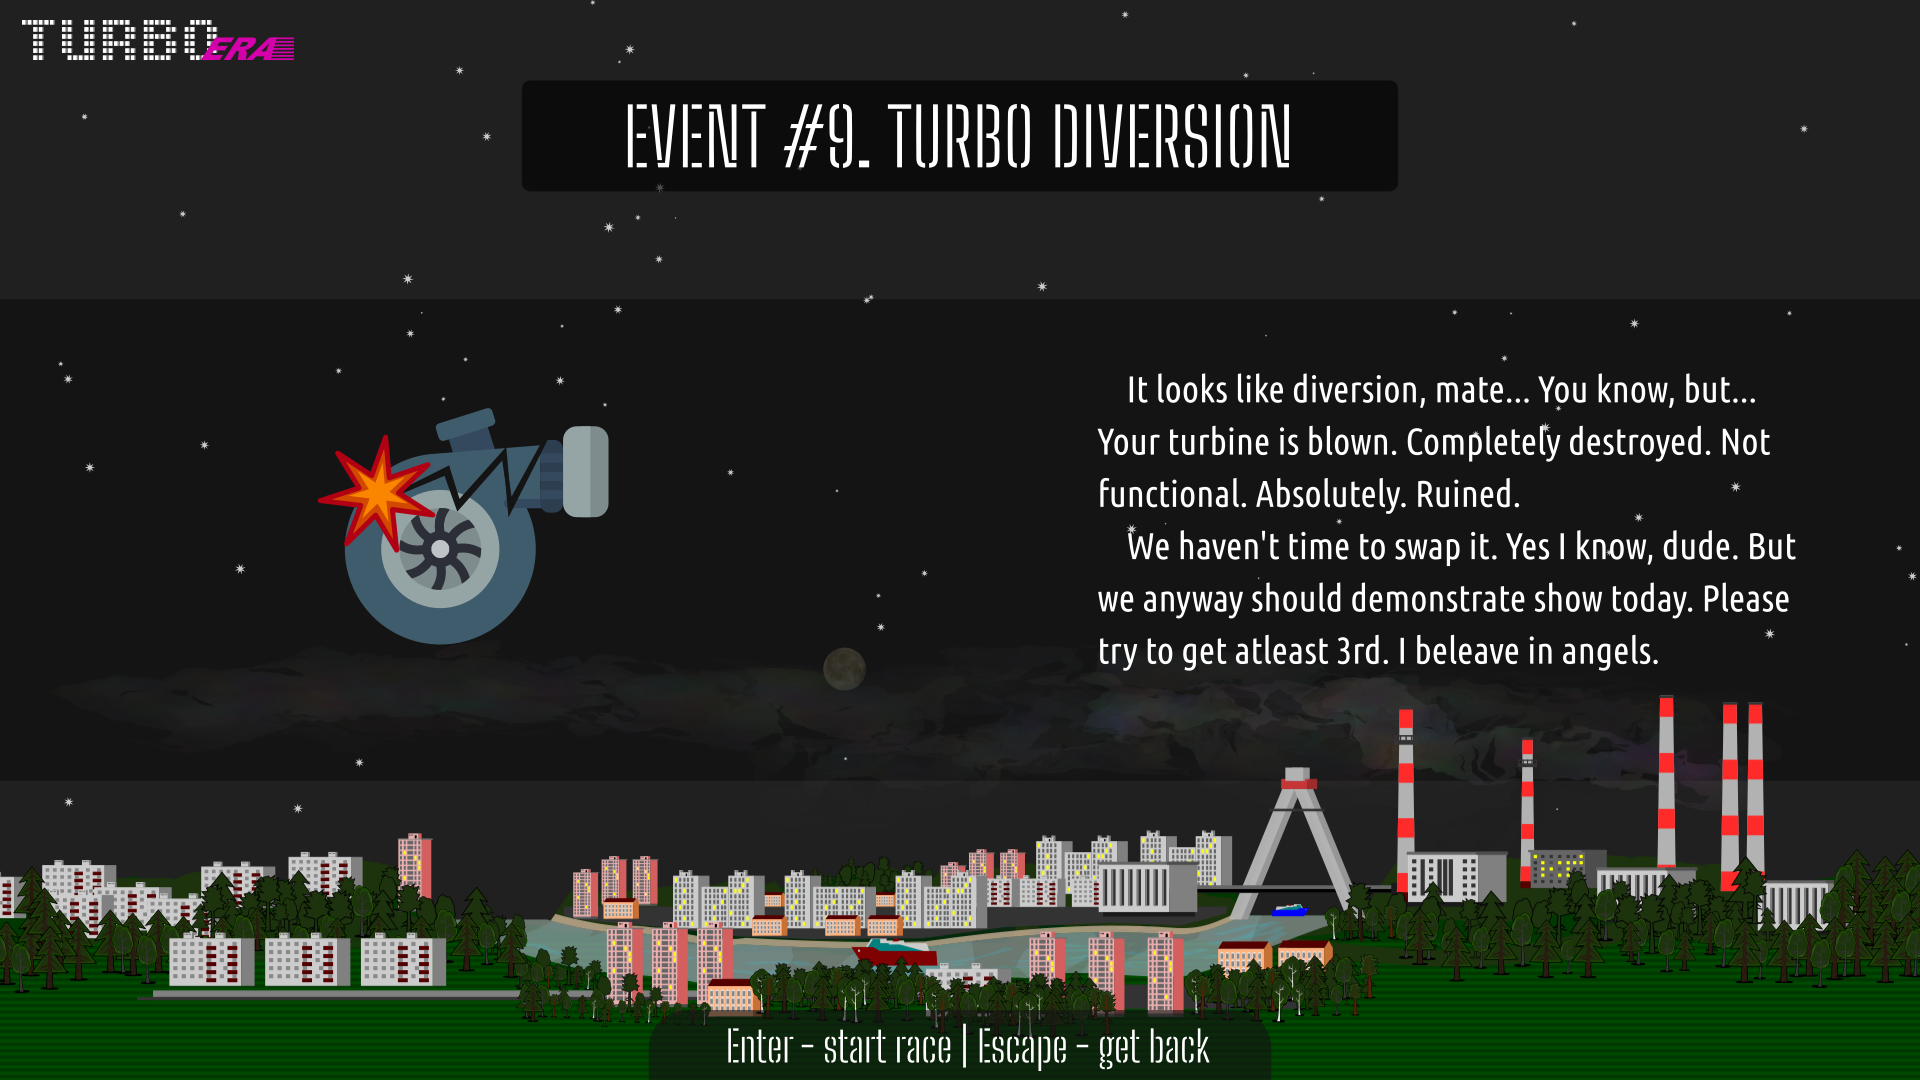 TURBO ERA
EVENT #9. TURBO DIVERSION
It looks like diversion, mate... You know, but...
Your turbine is blown. Completely destroyed. Not
functional. Absolutely. Ruined.
We haven't time to swap it. Yes I know, dude. But
we anyway should demonstrate show today. Please
try to get atleast 3rd. I beleave in angels.
Enter - start race | Escape - get back